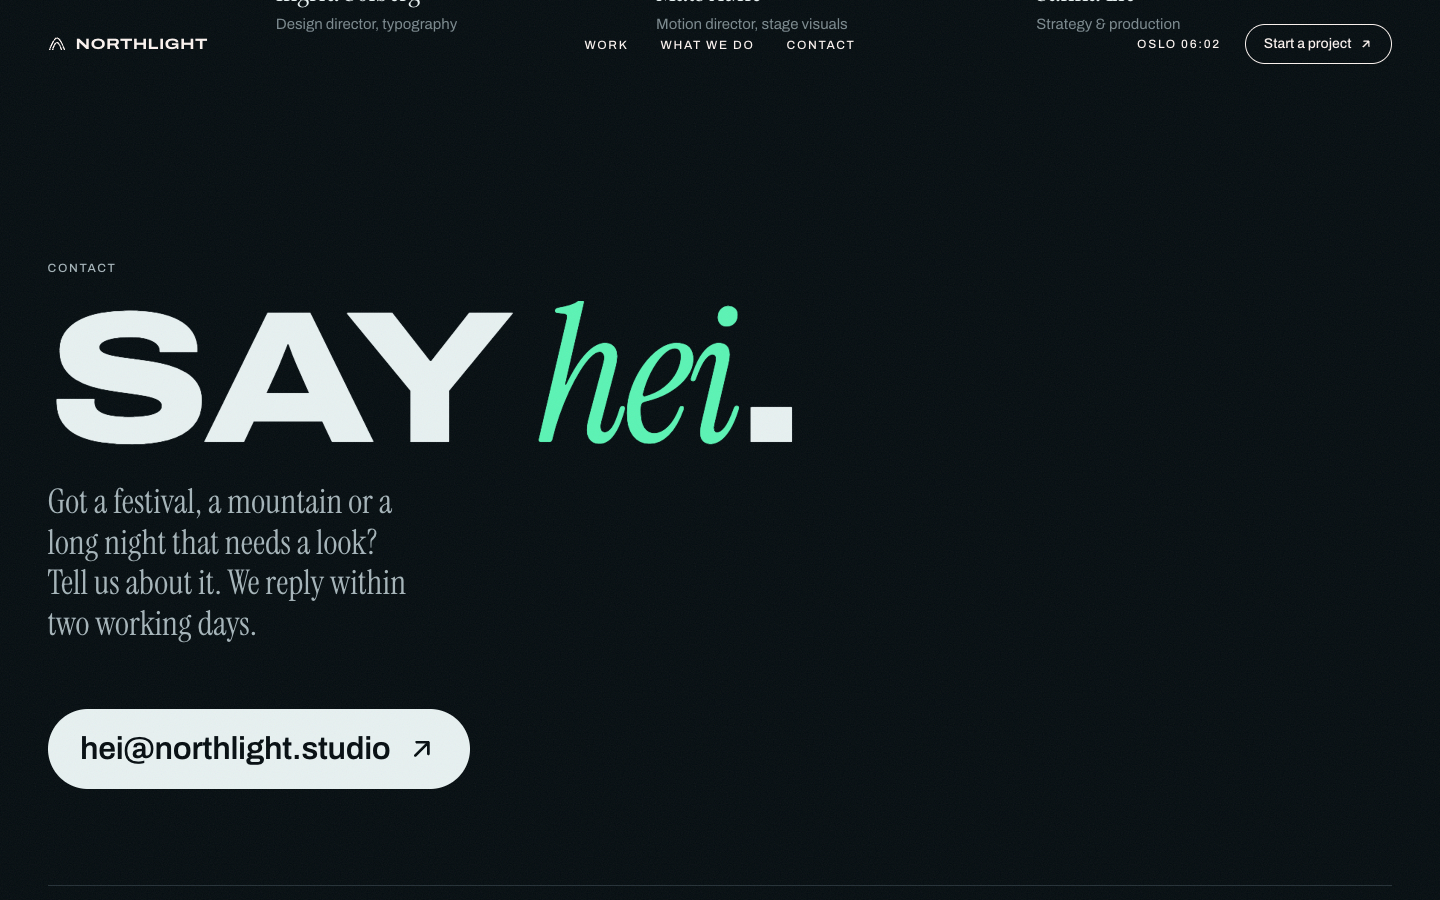 Design director, typography
Motion director, stage visuals
Strategy & production
NORTHLIGHT
WORK
WHAT WE DO
CONTACT
OSLO 06:02
Start a project
CONTACT
SAY hei.
Got a festival, a mountain or a
long night that needs a look?
Tell us about it. We reply within
two working days.
hei@northlight.studio